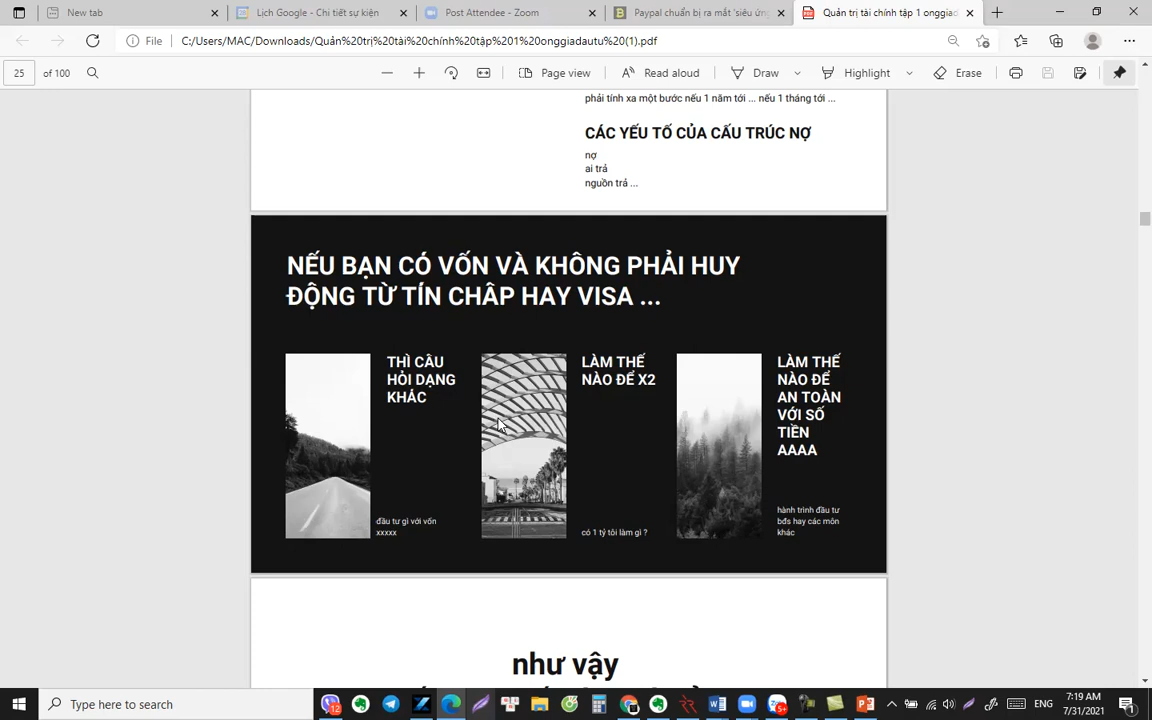 New tab
Lịch Google - Chi tiết sự kiện
Post Attendee - Zoom
Paypal chuẩn bị ra mắt 'siêu ứng
Quản trị tài chính tập 1 onggiad
File
C:/Users/MAC/Downloads/Quản%20trị%20tài%20chính%20tập%201%20onggiadautu%20(1).pdf
25 of 100
Page view
Read aloud
Draw
Highlight
Erase
phải tính xa một bước nếu 1 năm tới ... nếu 1 tháng tới ...
CÁC YẾU TỐ CỦA CẤU TRÚC NỢ
nợ
ai trả
nguồn trả ...
NẾU BẠN CÓ VỐN VÀ KHÔNG PHẢI HUY
ĐỘNG TỪ TÍN CHÂP HAY VISA ...
THÌ CÂU
HỎI DẠNG
KHÁC
đầu tư gì với vốn
xxxxx
LÀM THẾ
NÀO ĐỂ X2
có 1 tỷ tôi làm gì ?
LÀM THẾ
NÀO ĐỂ
AN TOÀN
VỚI SỐ
TIỀN
AAAA
hành trình đầu tư
bđs hay các môn
khác
như vậy
Type here to search
12
5+
ENG
7:19 AM
7/31/2021
1